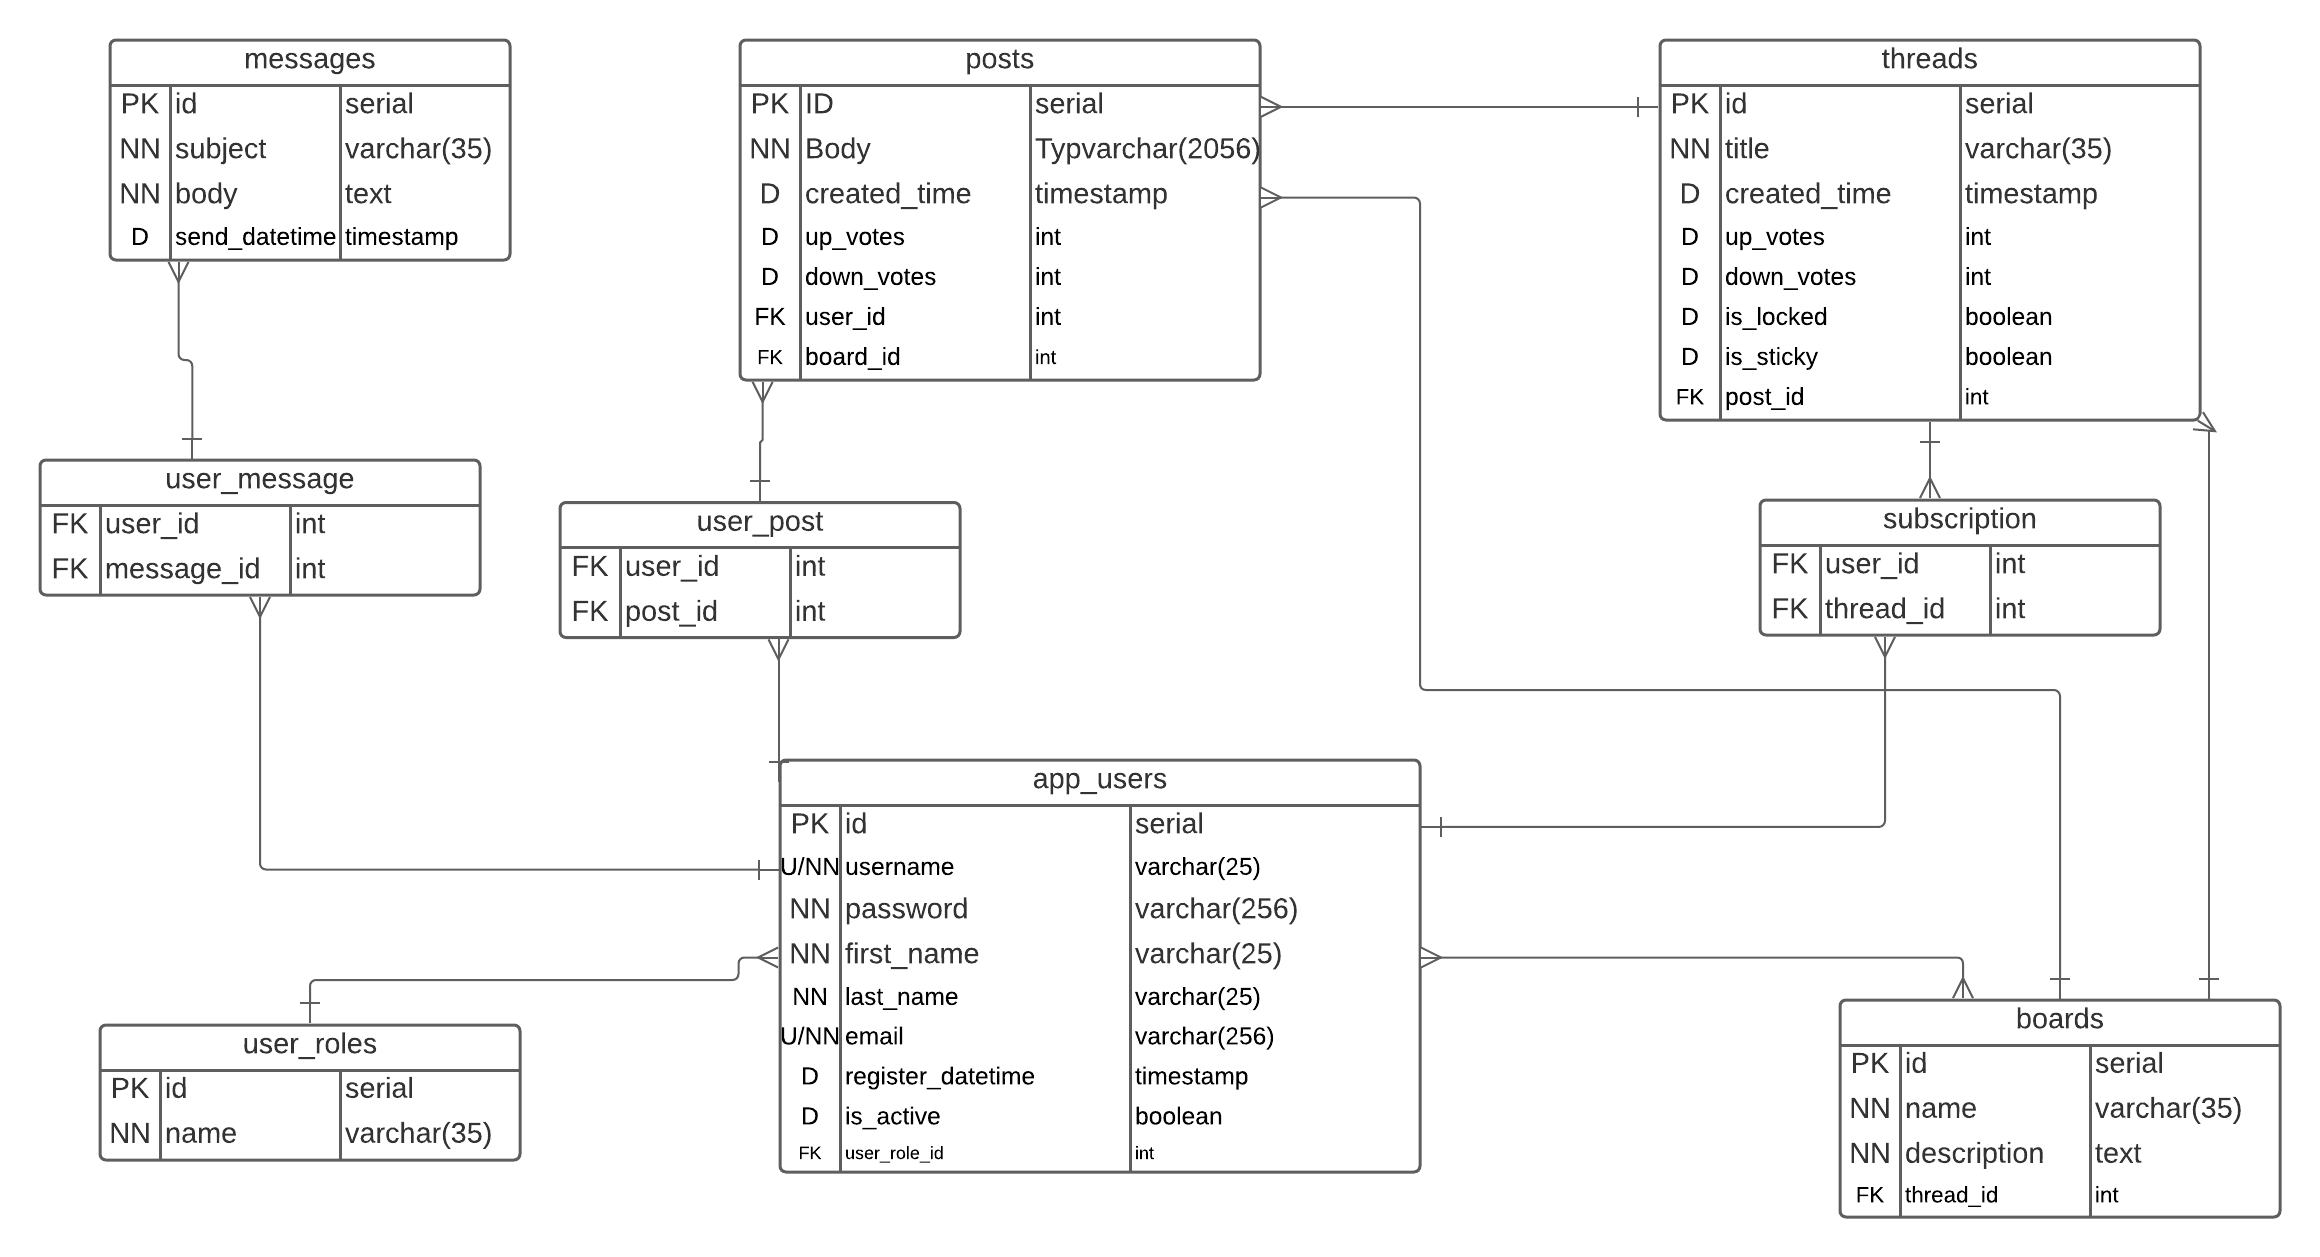 messages
PK id serial
NN subject varchar(35)
NN body text
D send_datetime timestamp
posts
PK ID serial
NN Body Typvarchar(2056)
D created_time timestamp
D up_votes int
D down_votes int
FK user_id int
FK board_id int
threads
PK id serial
NN title varchar(35)
D created_time timestamp
D up_votes int
D down_votes int
D is_locked boolean
D is_sticky boolean
FK post_id int
user_message
FK user_id int
FK message_id int
user_post
FK user_id int
FK post_id int
subscription
FK user_id int
FK thread_id int
app_users
PK id serial
U/NN username varchar(25)
NN password varchar(256)
NN first_name varchar(25)
NN last_name varchar(25)
U/NN email varchar(256)
D register_datetime timestamp
D is_active boolean
FK user_role_id int
user_roles
PK id serial
NN name varchar(35)
boards
PK id serial
NN name varchar(35)
NN description text
FK thread_id int